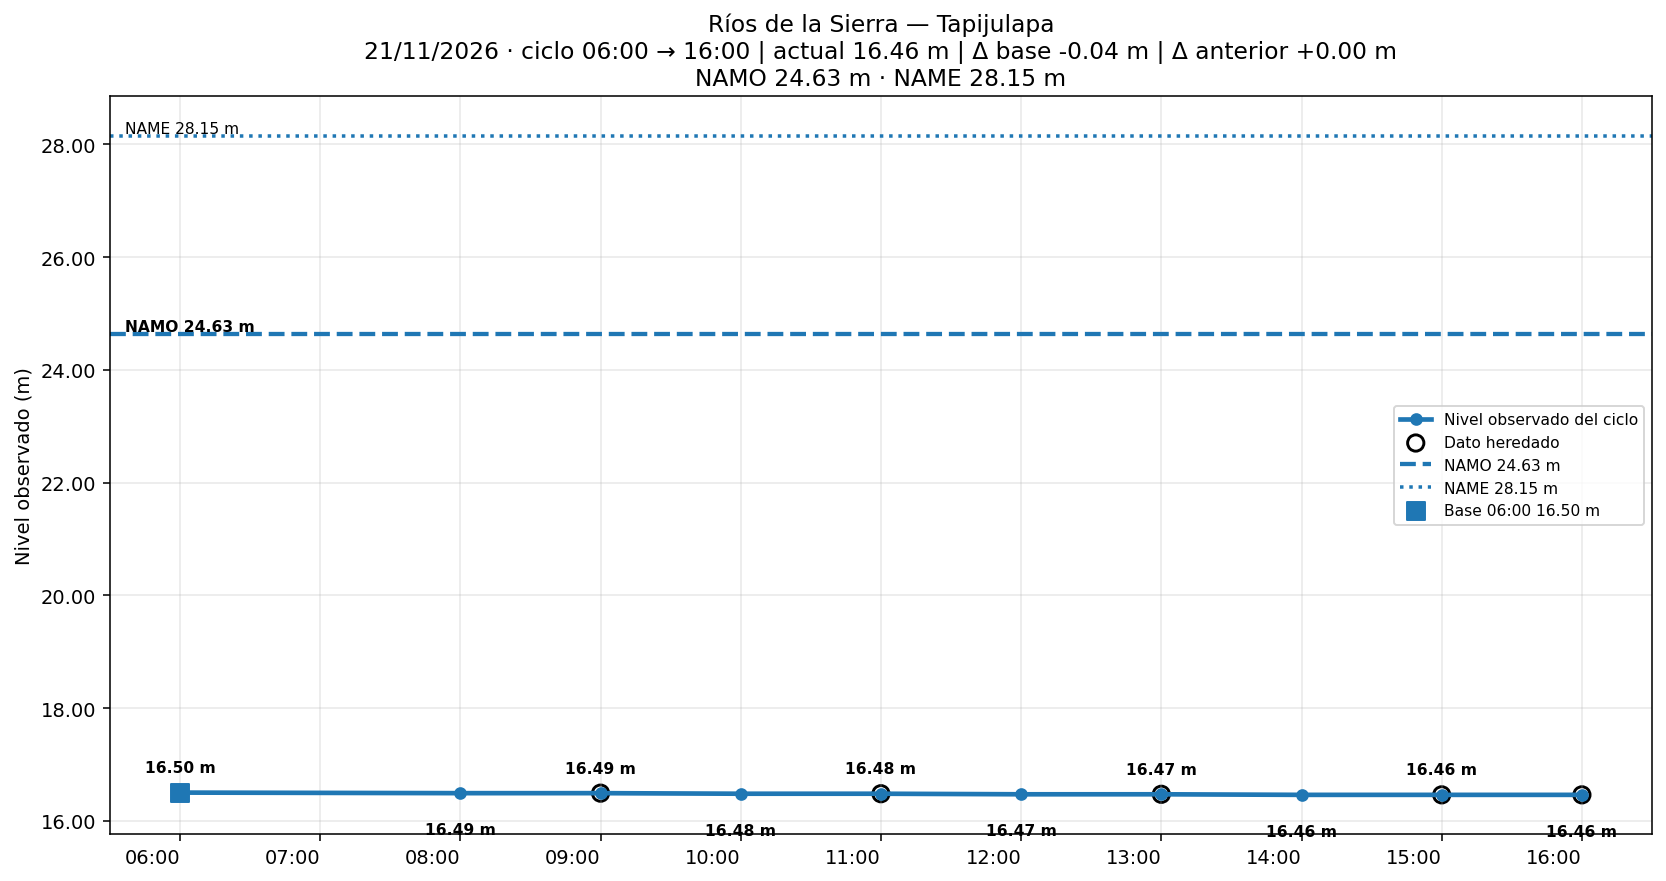 Ríos de la Sierra — Tapijulapa
21/11/2026 · ciclo 06:00 → 16:00 | actual 16.46 m | Δ base -0.04 m | Δ anterior +0.00 m
NAMO 24.63 m · NAME 28.15 m
NAME 28.15 m
28.00
26.00
NAMO 24.63 m
24.00
Nivel observado (m)
Nivel observado del ciclo
Dato heredado
NAMO 24.63 m
NAME 28.15 m
Base 06:00 16.50 m
22.00
20.00
18.00
16.50 m
16.49 m
16.48 m
16.47 m
16.46 m
16.00
16.49 m
16.48 m
16.47 m
16.46 m
16.46 m
06:00
07:00
08:00
09:00
10:00
11:00
12:00
13:00
14:00
15:00
16:00